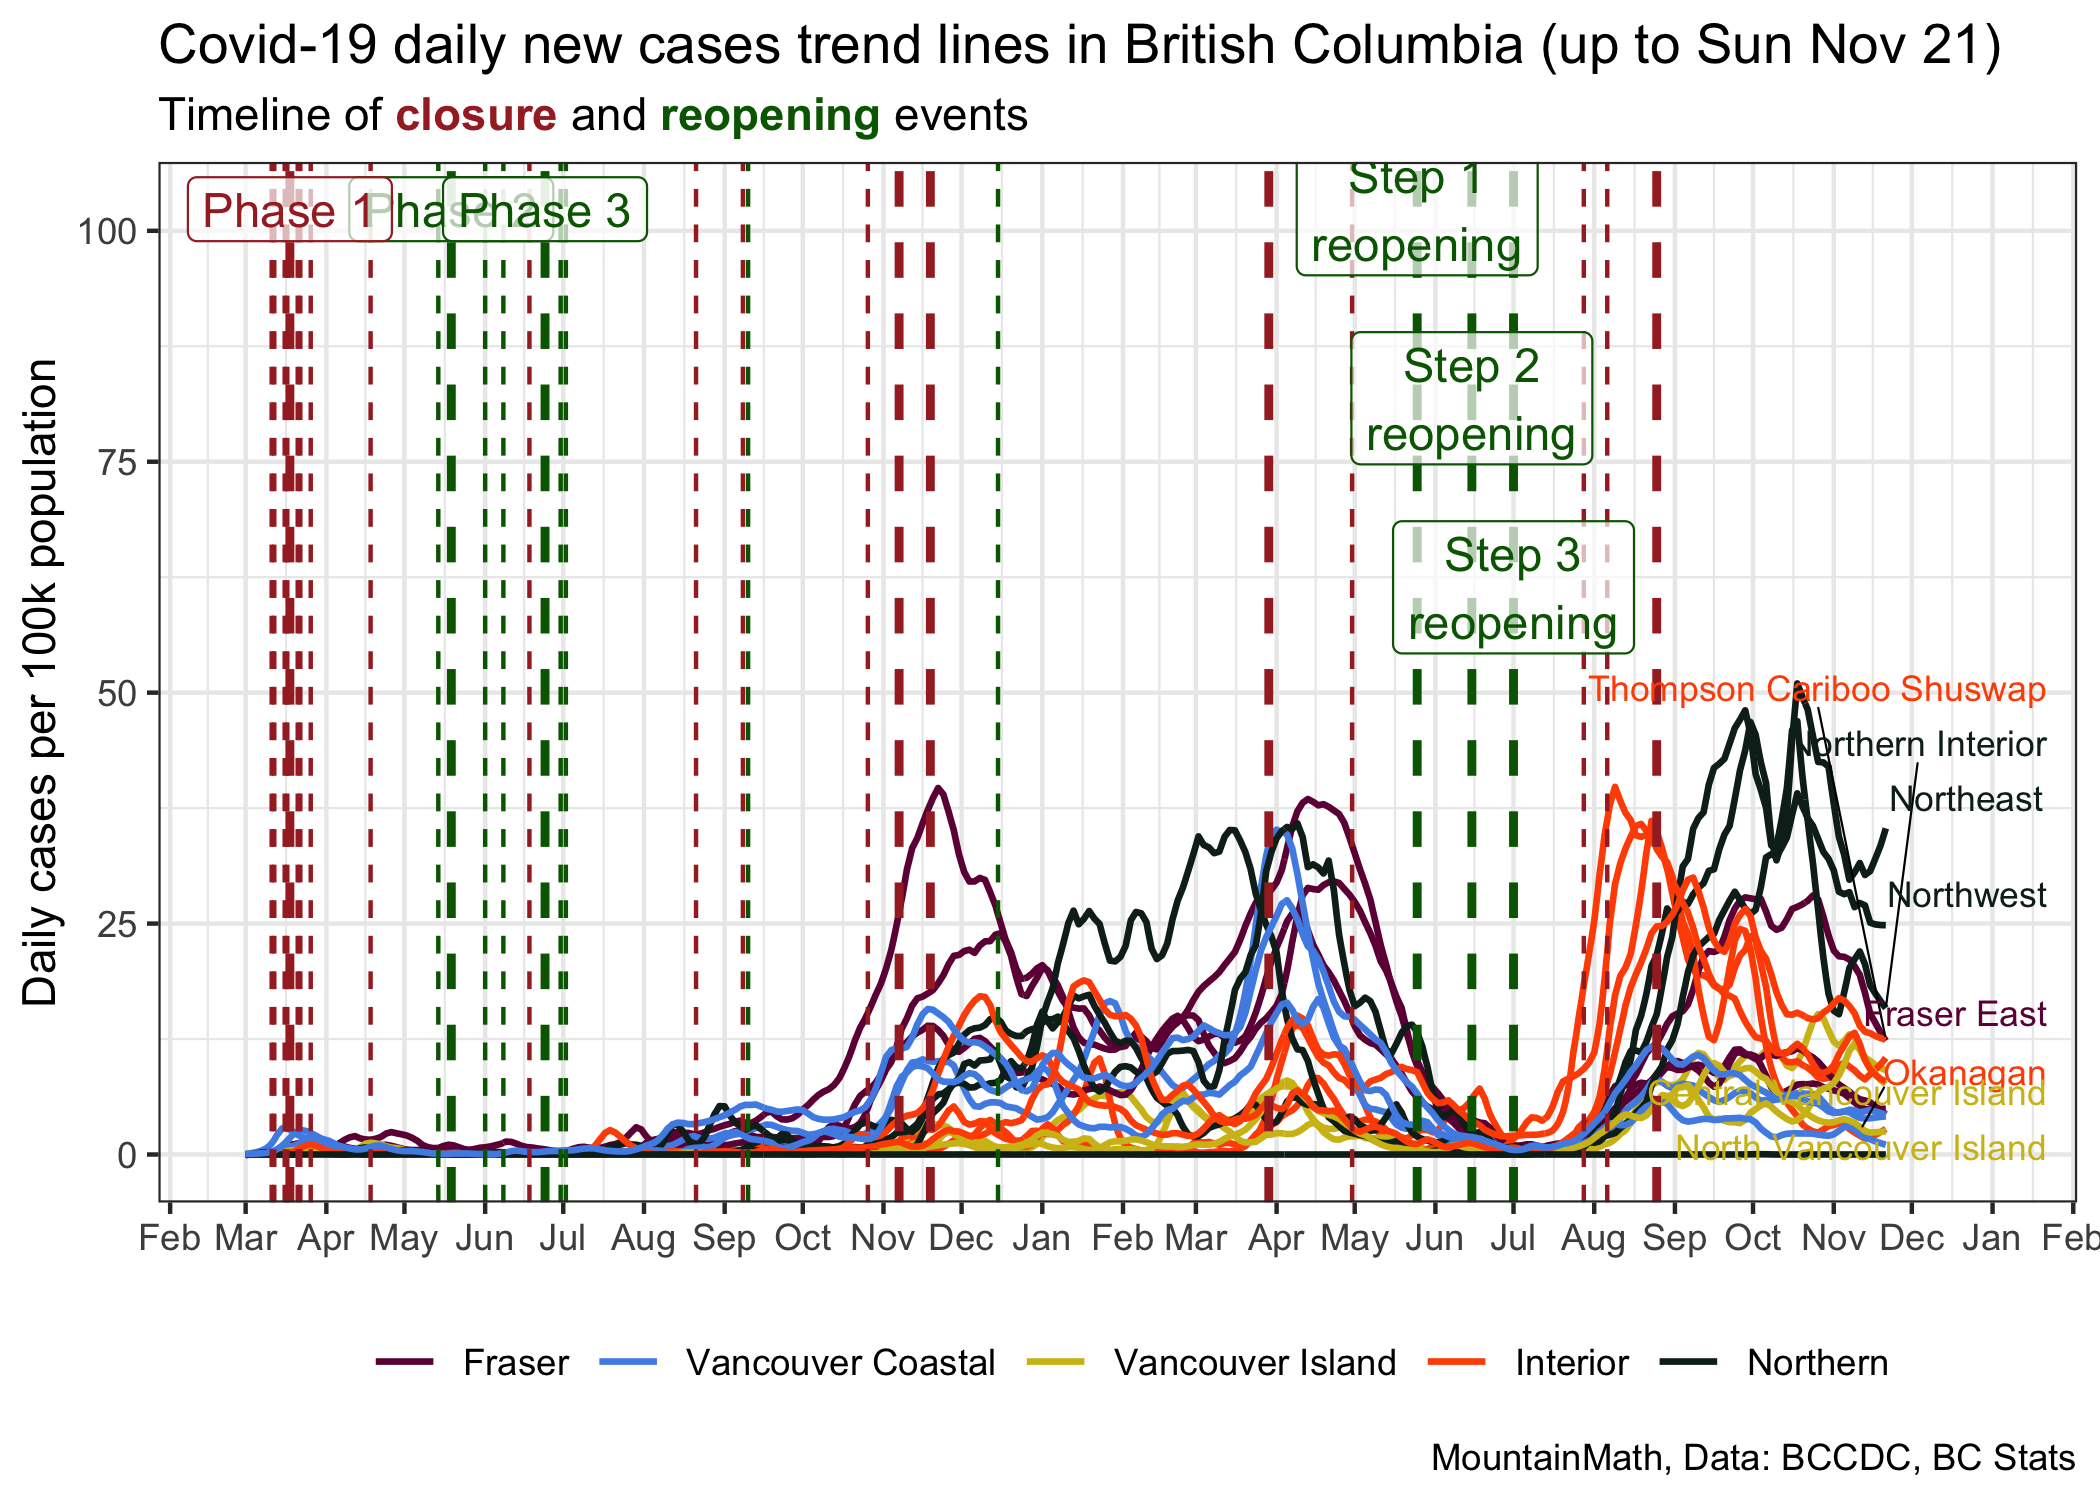 Covid-19 daily new cases trend lines in British Columbia (up to Sun Nov 21)
Timeline of closure and reopening events
Daily cases per 100k population
100
75
50
25
0
Phase 1
Phase 2
Phase 3
Step 1
reopening
Step 2
reopening
Step 3
reopening
Thompson Cariboo Shuswap
Northern Interior
Northeast
Northwest
Fraser East
Okanagan
Central Vancouver Island
North Vancouver Island
Feb Mar Apr May Jun Jul Aug Sep Oct Nov Dec Jan Feb Mar Apr May Jun Jul Aug Sep Oct Nov Dec Jan Feb
Fraser Vancouver Coastal Vancouver Island Interior Northern
MountainMath, Data: BCCDC, BC Stats